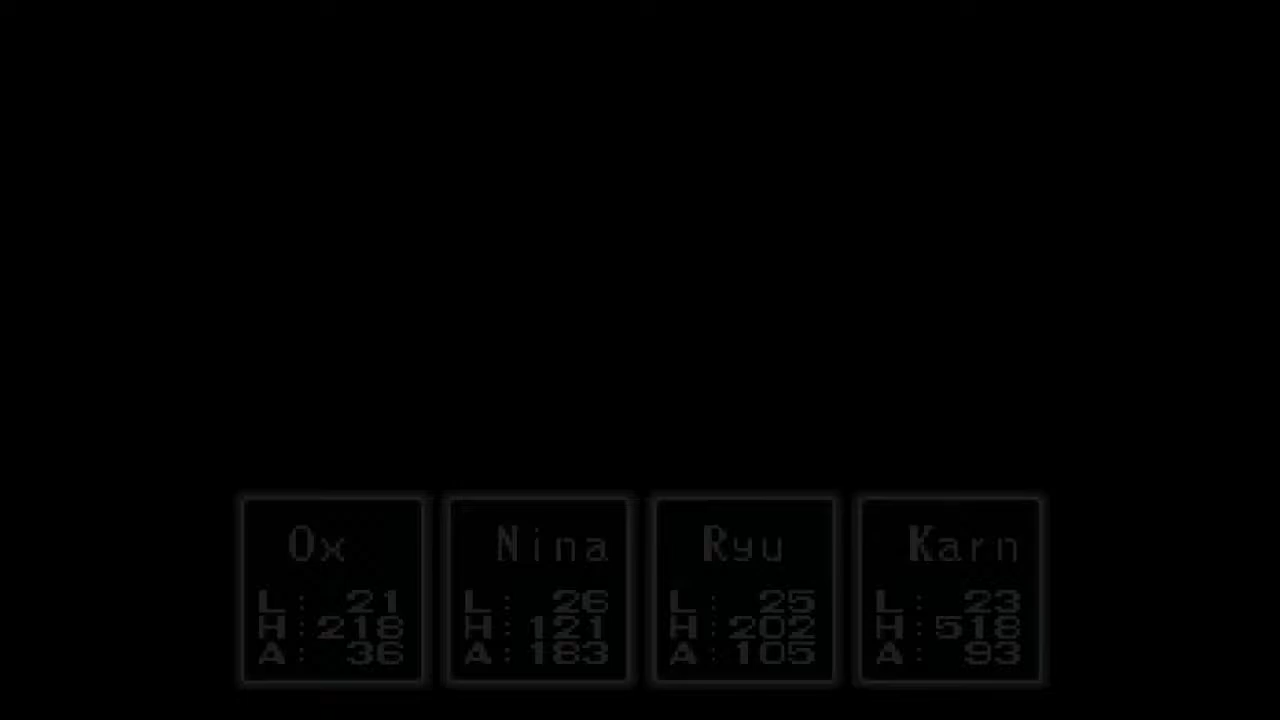 Ox
L: 21
H:218
A: 36
Nina
L: 26
H:121
A:183
Ryu
L: 25
H:202
A:105
Karn
L: 23
H:518
A: 93